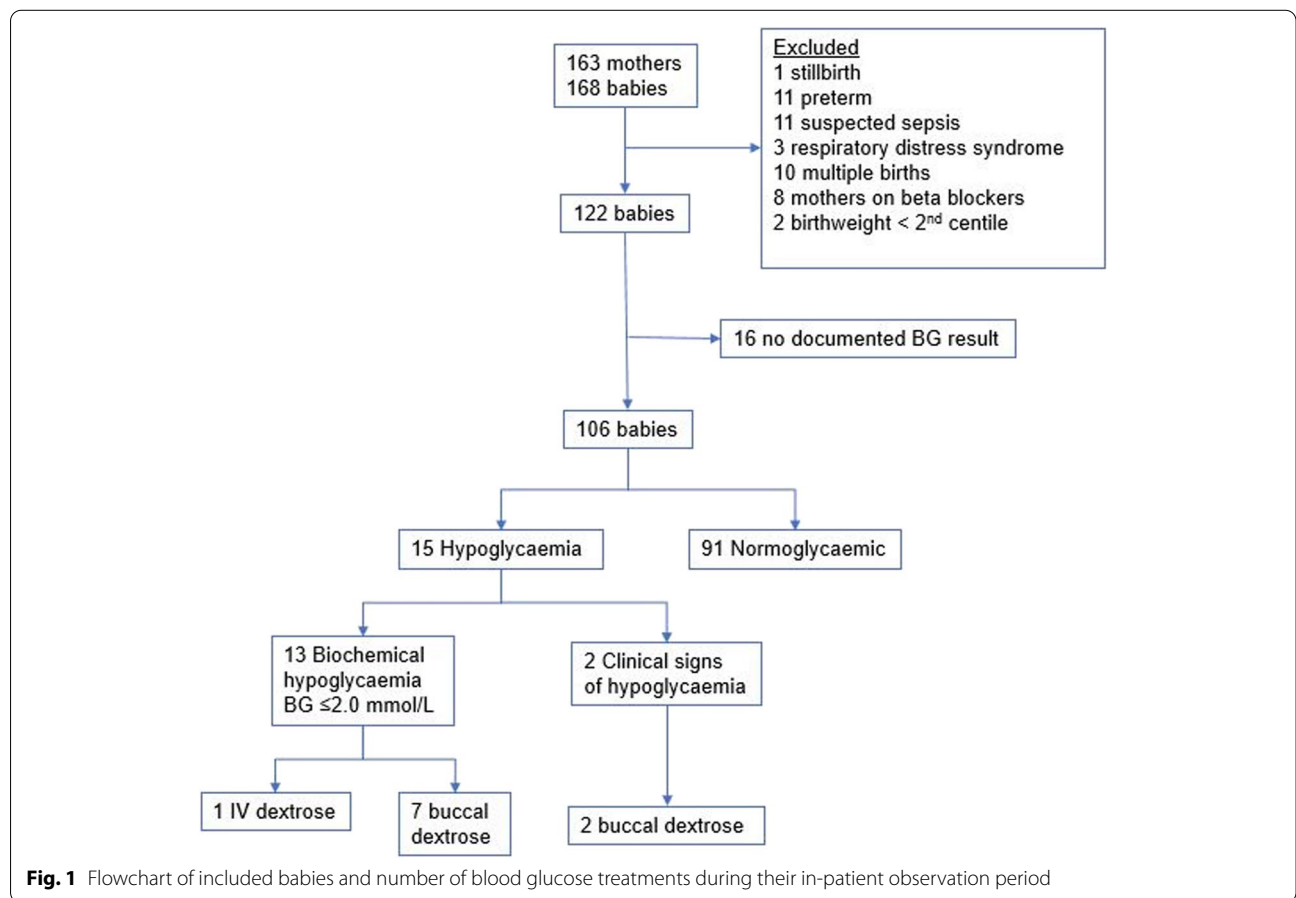 163 mothers
168 babies
Excluded
1 stillbirth
11 preterm
11 suspected sepsis
3 respiratory distress syndrome
10 multiple births
8 mothers on beta blockers
2 birthweight < 2nd centile
122 babies
16 no documented BG result
106 babies
15 Hypoglycaemia
91 Normoglycaemic
13 Biochemical
hypoglycaemia
BG ≤2.0 mmol/L
2 Clinical signs
of hypoglycaemia
1 IV dextrose
7 buccal
dextrose
2 buccal dextrose
Fig. 1 Flowchart of included babies and number of blood glucose treatments during their in-patient observation period